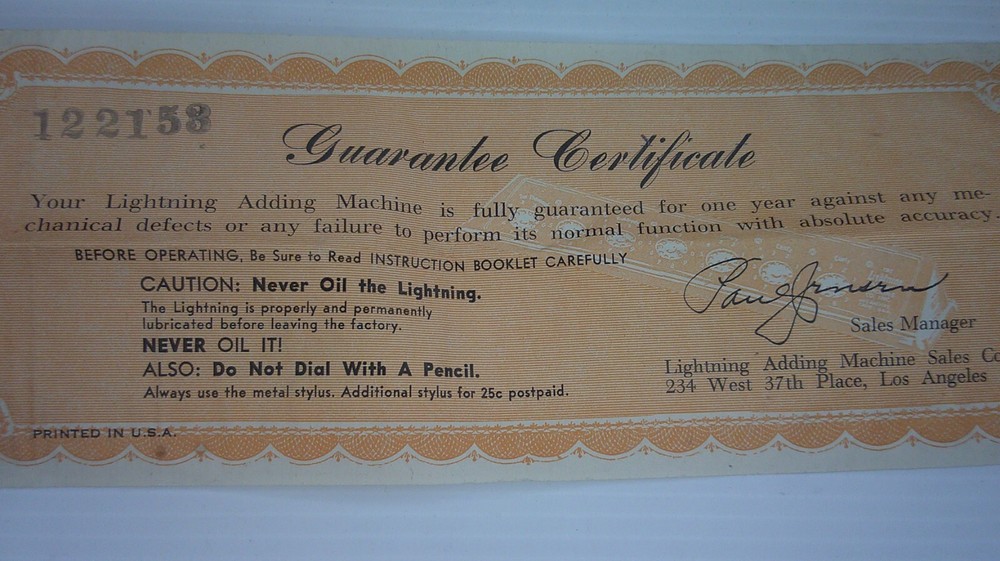 122153
Guarantee Certificate
Your Lightning Adding Machine is fully guaranteed for one year against any me-
chanical defects or any failure to perform its normal function with absolute accuracy.
BEFORE OPERATING, Be Sure to Read INSTRUCTION BOOKLET CAREFULLY
CAUTION: Never Oil the Lightning.
The Lightning is properly and permanently
lubricated before leaving the factory.
NEVER OIL IT!
ALSO: Do Not Dial With A Pencil.
Always use the metal stylus. Additional stylus for 25c postpaid.
Paul Jensen
Sales Manager
Lightning Adding Machine Sales Co
234 West 37th Place, Los Angeles
PRINTED IN U.S.A.